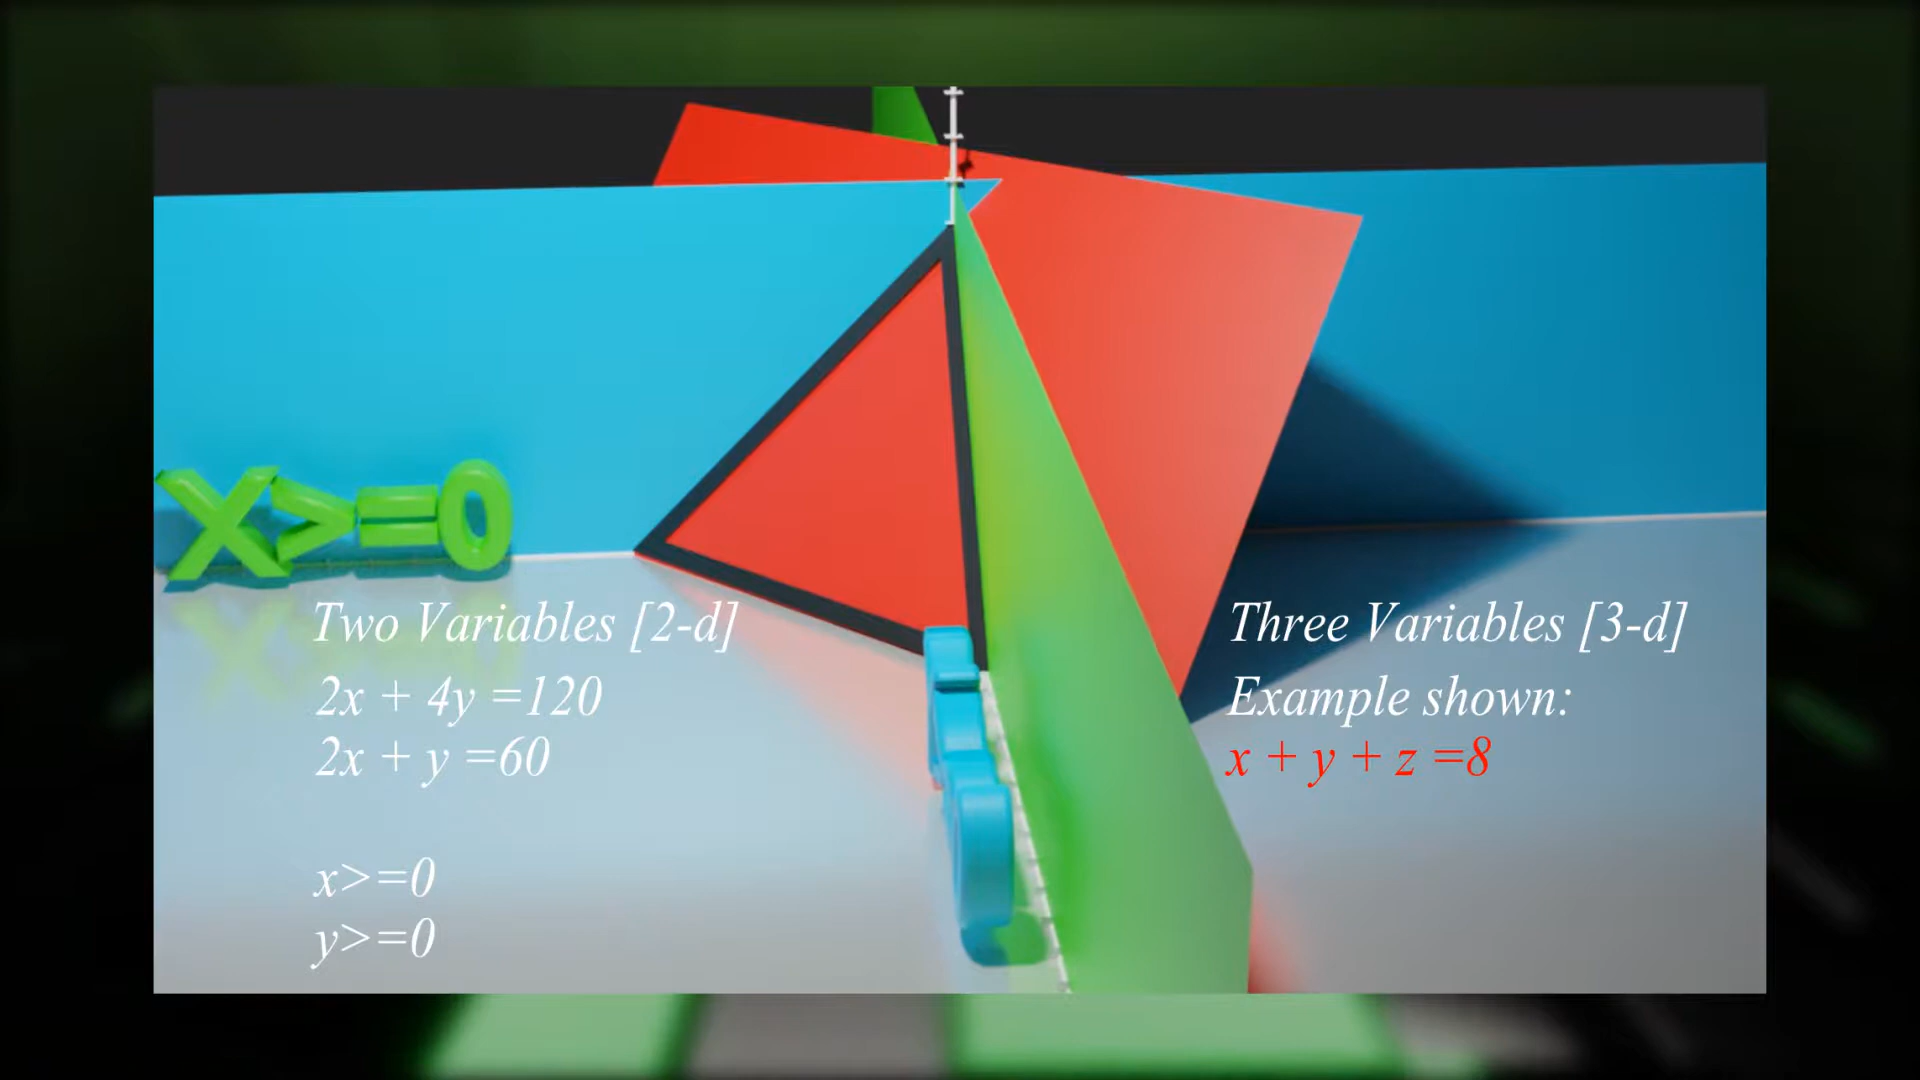 X>=0
Two Variables [2-d]
2x + 4y =120
2x + y =60
x>=0
y>=0
Three Variables [3-d]
Example shown:
x + y + z =8